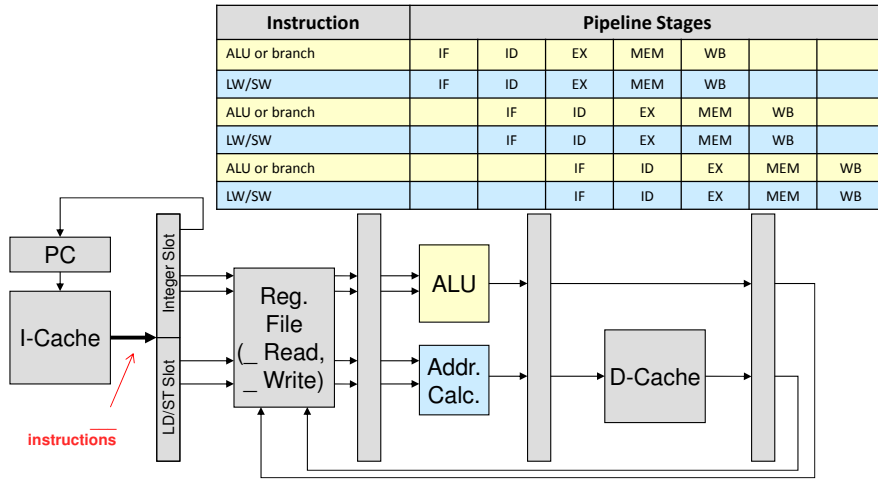 Instruction Pipeline Stages
ALU or branch IF ID EX MEM WB
LW/SW IF ID EX MEM WB
ALU or branch IF ID EX MEM WB
LW/SW IF ID EX MEM WB
ALU or branch IF ID EX MEM WB
LW/SW IF ID EX MEM WB
PC
I-Cache
instructions
Integer Slot
LD/ST Slot
Reg.
File
(_ Read,
_ Write)
ALU
Addr.
Calc.
D-Cache